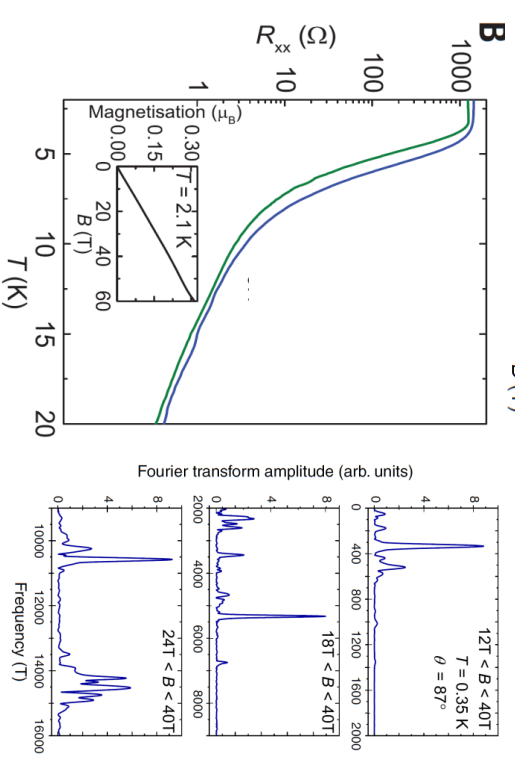 B
R_xx (Ω)
1000
100
10
1
5
10
15
20
T (K)
Magnetisation (μ_B)
0.30
0.15
0.00
T = 2.1 K
0
20
40
60
B (T)
Fourier transform amplitude (arb. units)
8
4
0
12T < B < 40T
T = 0.35 K
θ = 87°
0
400
800
1200
1600
2000
8
4
0
18T < B < 40T
2000
4000
6000
8000
8
4
0
24T < B < 40T
10000
12000
14000
16000
Frequency (T)